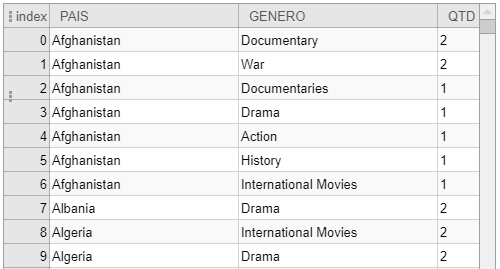 index PAIS GENERO QTD
0 Afghanistan Documentary 2
1 Afghanistan War 2
2 Afghanistan Documentaries 1
3 Afghanistan Drama 1
4 Afghanistan Action 1
5 Afghanistan History 1
6 Afghanistan International Movies 1
7 Albania Drama 2
8 Algeria International Movies 2
9 Algeria Drama 2